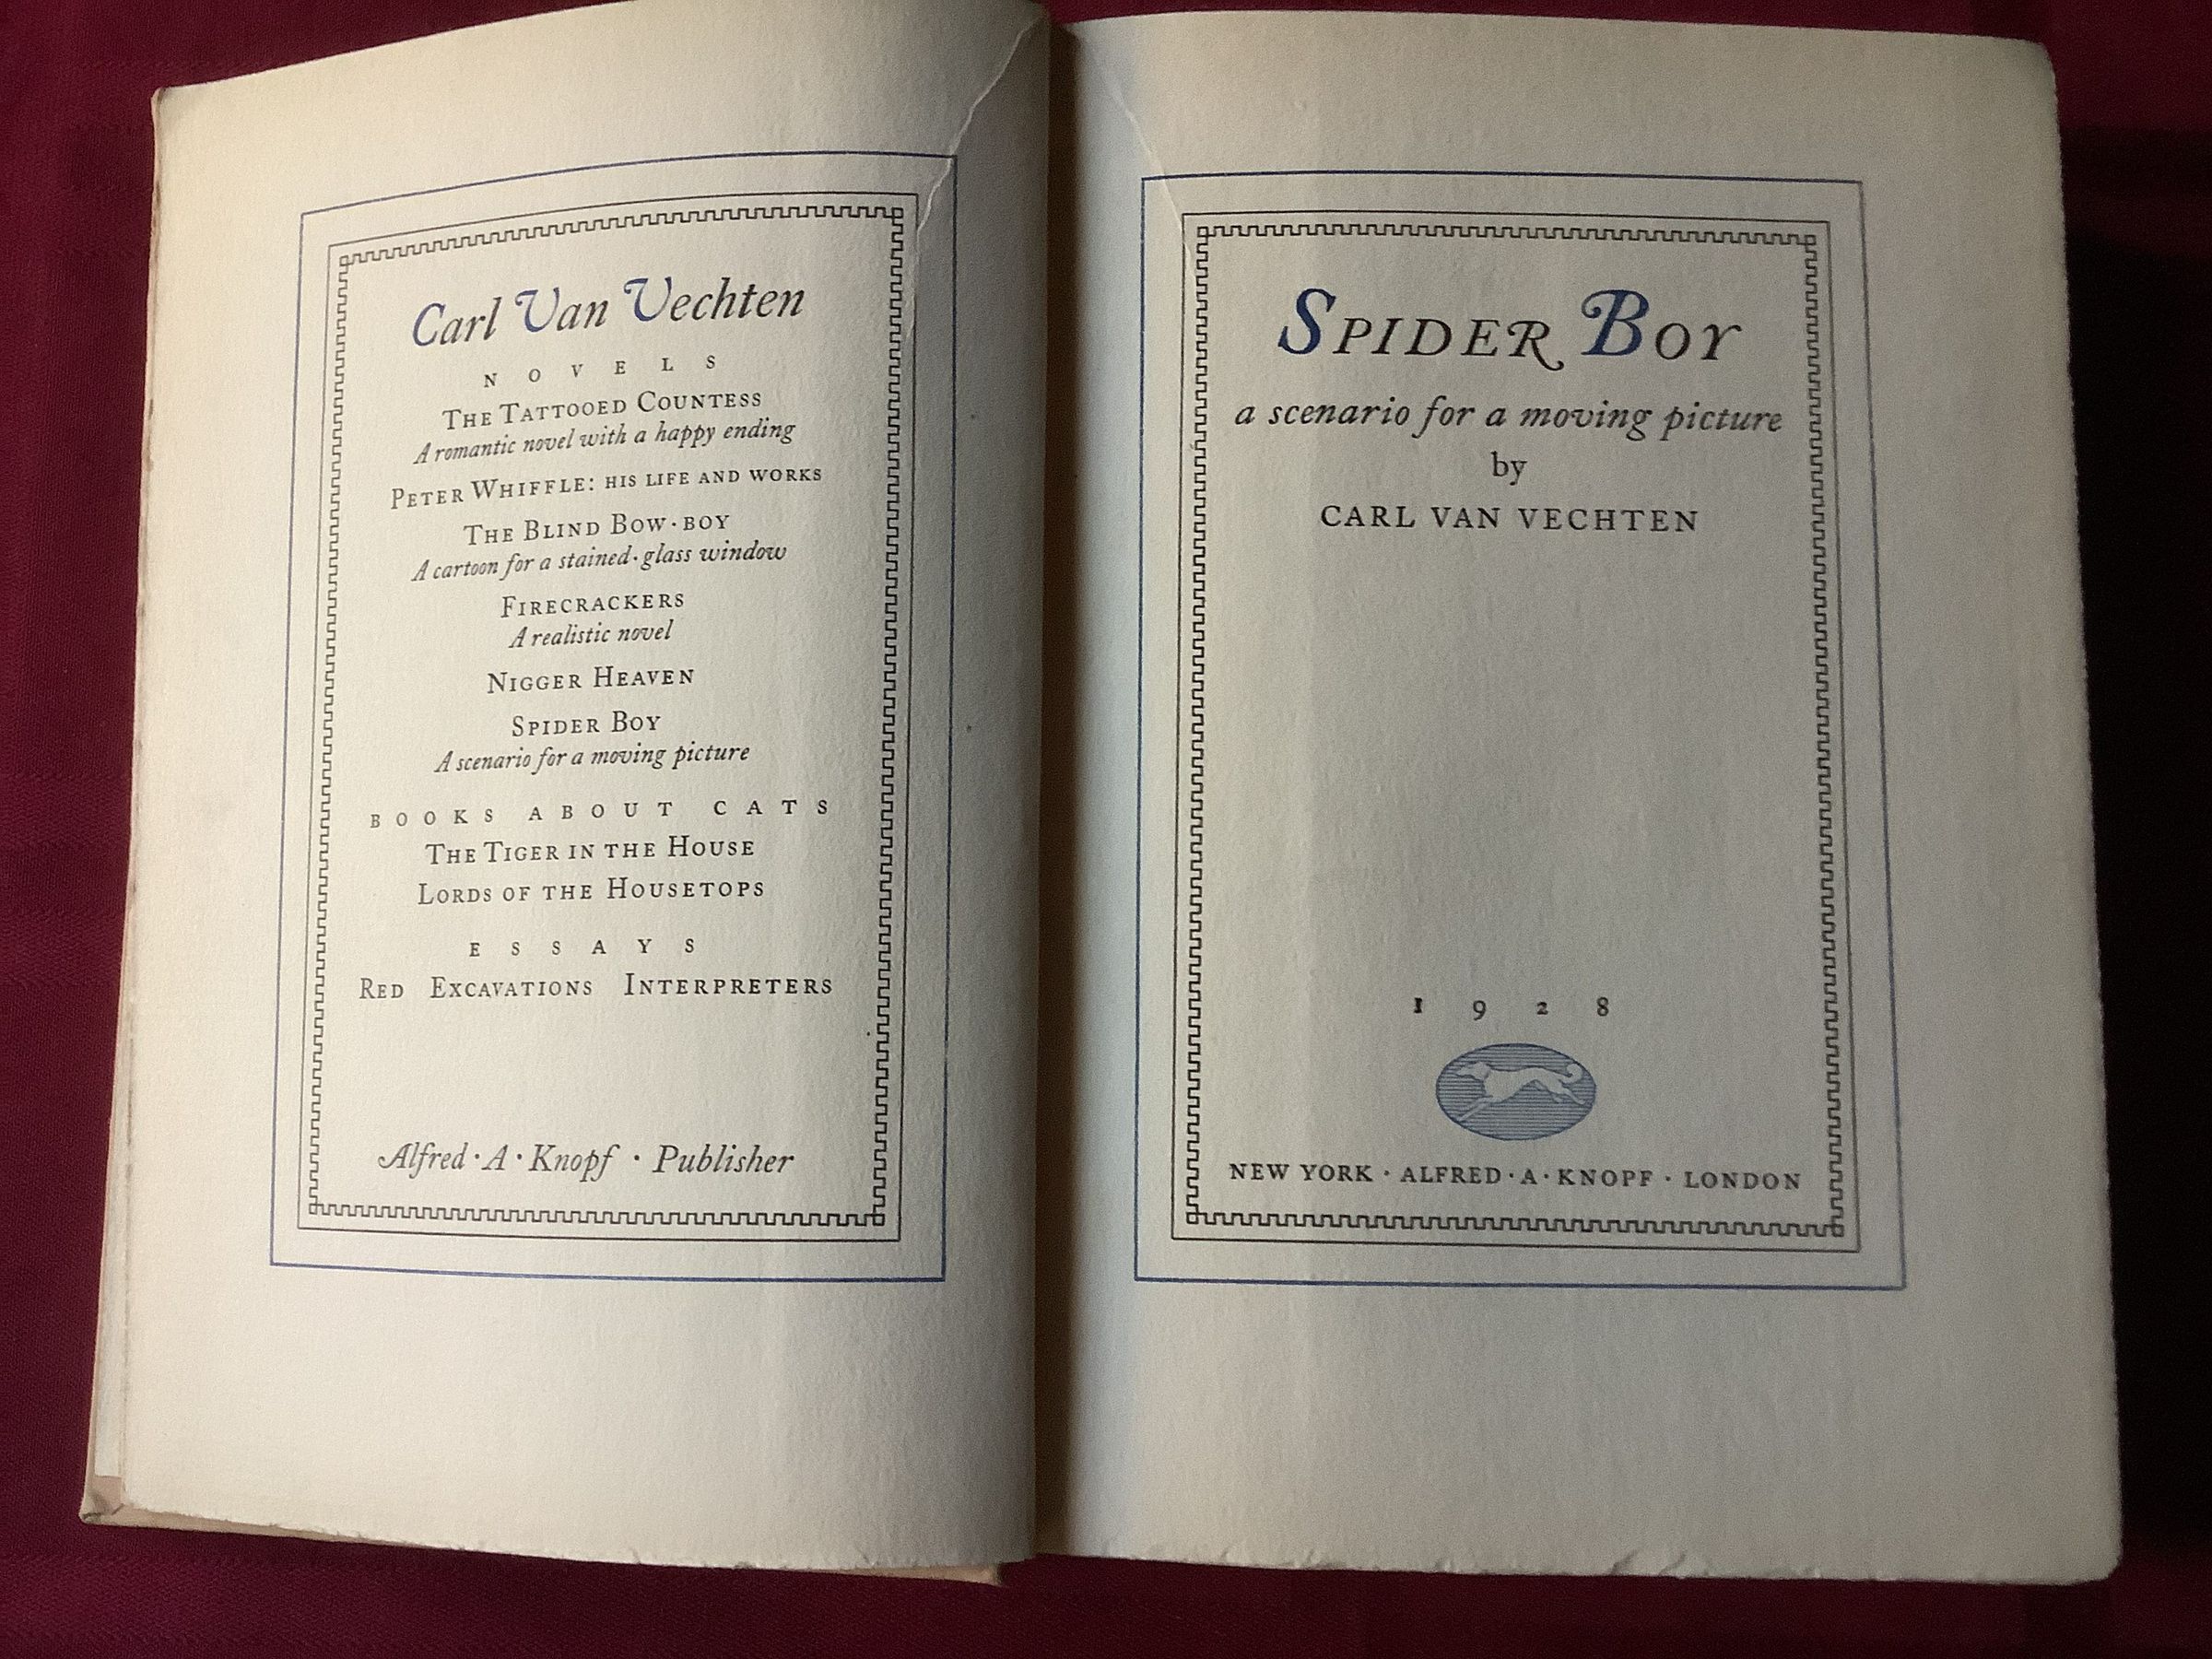 Carl Van Vechten
NOVELS
THE TATTOOED COUNTESS
A romantic novel with a happy ending
PETER WHIFFLE: HIS LIFE AND WORKS
THE BLIND BOW·BOY
A cartoon for a stained·glass window
FIRECRACKERS
A realistic novel
NIGGER HEAVEN
SPIDER BOY
A scenario for a moving picture
BOOKS ABOUT CATS
THE TIGER IN THE HOUSE
LORDS OF THE HOUSETOPS
ESSAYS
RED EXCAVATIONS INTERPRETERS
Alfred · A · Knopf · Publisher
SPIDER BOY
a scenario for a moving picture
by
CARL VAN VECHTEN
1928
NEW YORK · ALFRED · A · KNOPF · LONDON